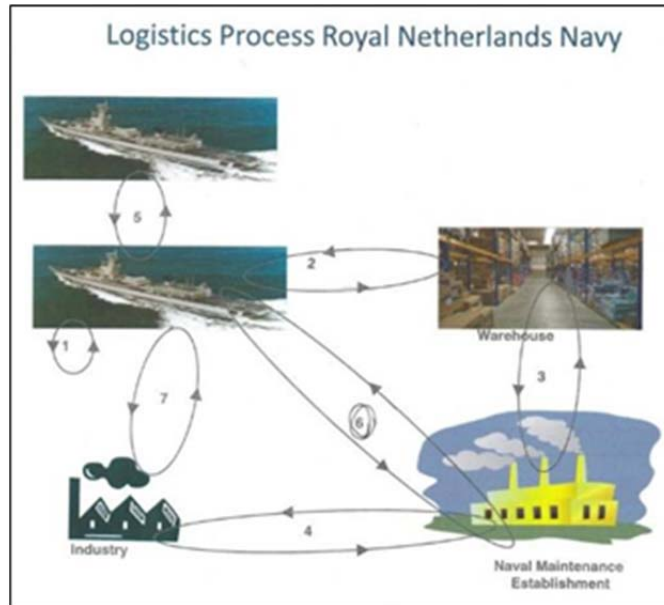 Logistics Process Royal Netherlands Navy
5
2
Warehouse
1
3
7
6
4
Industry
Naval Maintenance
Establishment